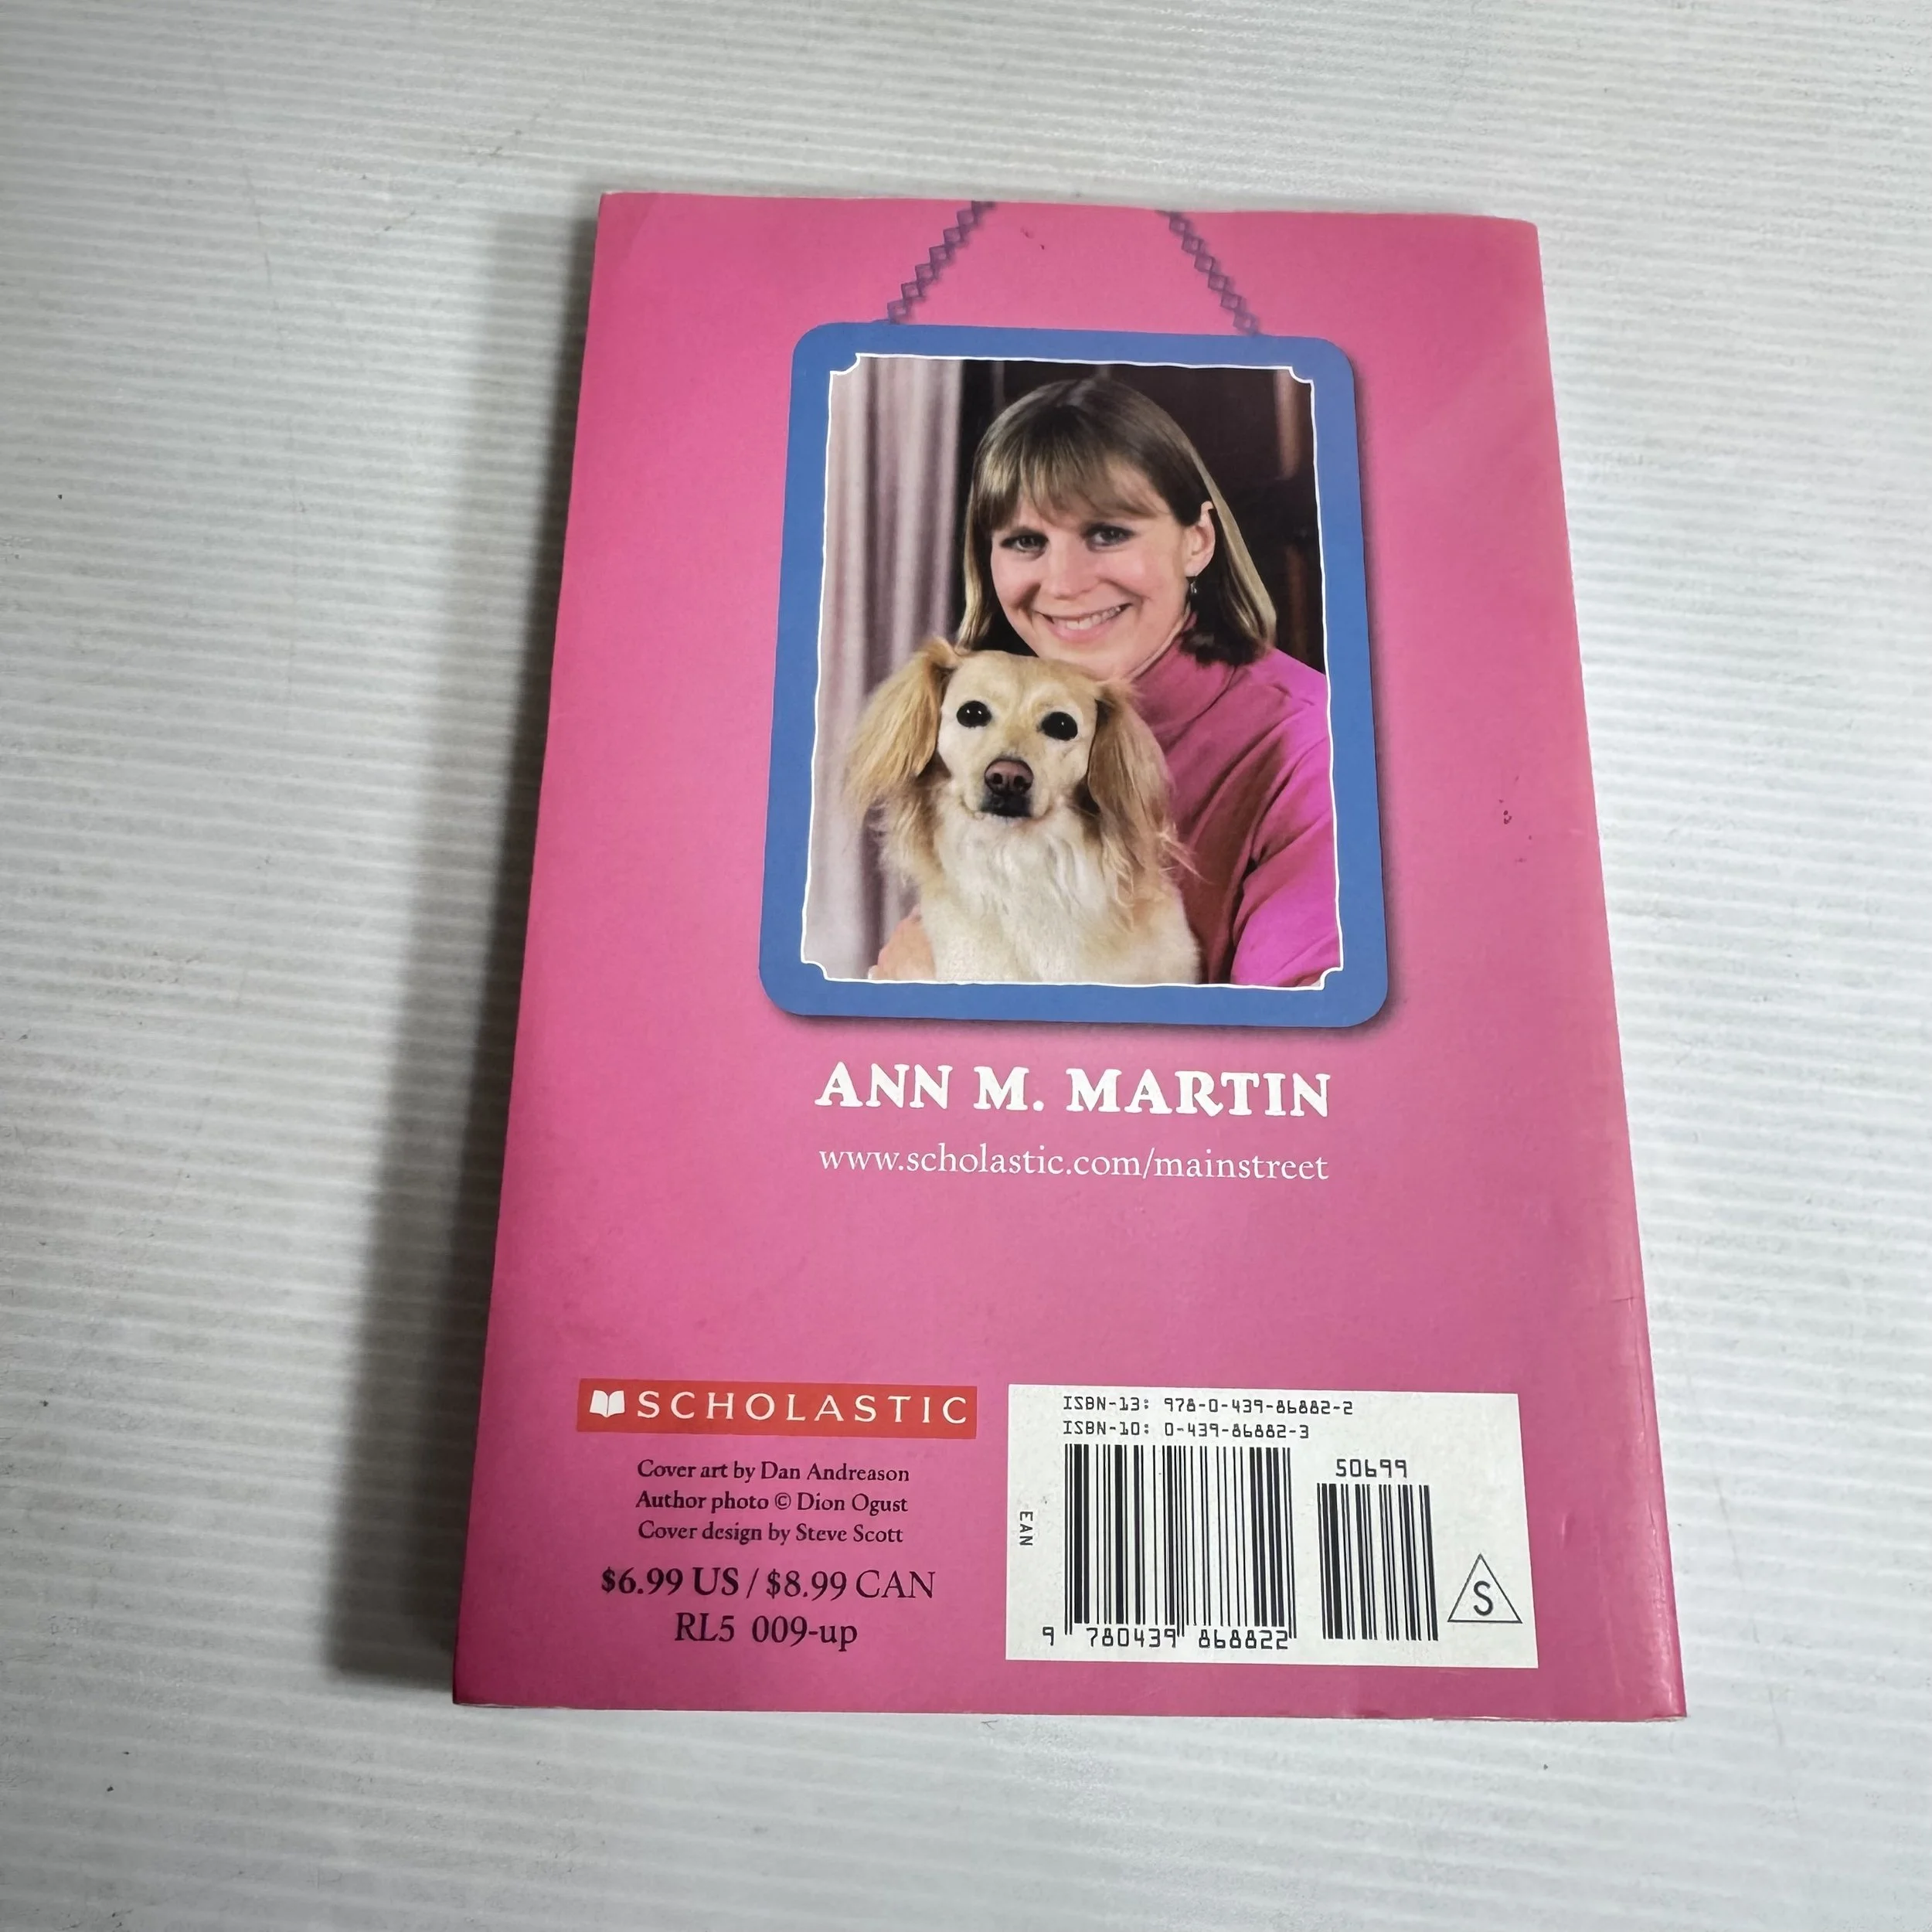 ANN M. MARTIN
www.scholastic.com/mainstreet
SCHOLASTIC
Cover art by Dan Andreason
Author photo © Dion Ogust
Cover design by Steve Scott
$6.99 US / $8.99 CAN
RL5 009-up
ISBN-13: 978-0-439-86882-2
ISBN-10: 0-439-86882-3
50699
EAN
9 780439 868822
S